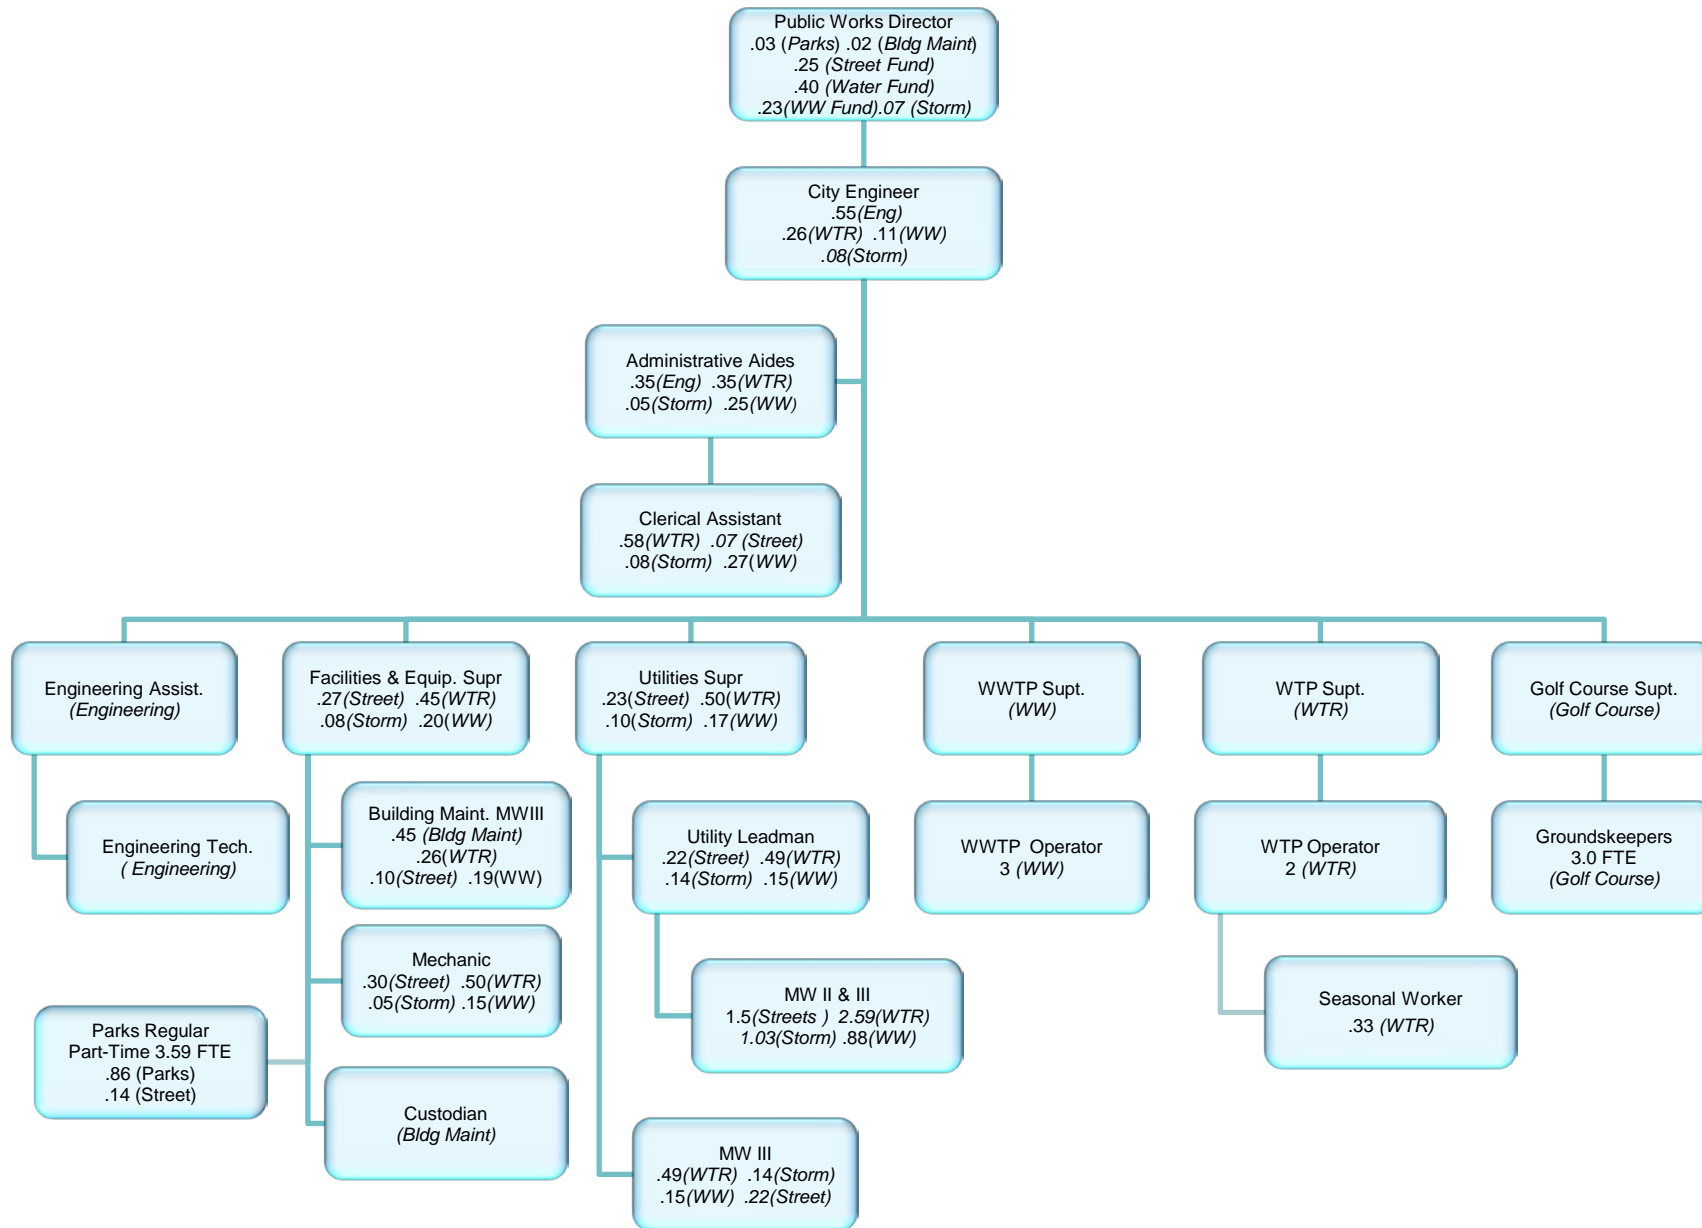 Public Works Director
.03 (Parks) .02 (Bldg Maint)
.25 (Street Fund)
.40 (Water Fund)
.23(WW Fund).07 (Storm)
City Engineer
.55(Eng)
.26(WTR) .11(WW)
.08(Storm)
Administrative Aides
.35(Eng) .35(WTR)
.05(Storm) .25(WW)
Clerical Assistant
.58(WTR) .07 (Street)
.08(Storm) .27(WW)
Engineering Assist.
(Engineering)
Facilities & Equip. Supr
.27(Street) .45(WTR)
.08(Storm) .20(WW)
Utilities Supr
.23(Street) .50(WTR)
.10(Storm) .17(WW)
WWTP Supt.
(WW)
WTP Supt.
(WTR)
Golf Course Supt.
(Golf Course)
Engineering Tech.
( Engineering)
Building Maint. MWIII
.45 (Bldg Maint)
.26(WTR)
.10(Street) .19(WW)
Utility Leadman
.22(Street) .49(WTR)
.14(Storm) .15(WW)
WWTP Operator
3 (WW)
WTP Operator
2 (WTR)
Groundskeepers
3.0 FTE
(Golf Course)
Mechanic
.30(Street) .50(WTR)
.05(Storm) .15(WW)
MW II & III
1.5(Streets ) 2.59(WTR)
1.03(Storm) .88(WW)
Seasonal Worker
.33 (WTR)
Parks Regular
Part-Time 3.59 FTE
.86 (Parks)
.14 (Street)
Custodian
(Bldg Maint)
MW III
.49(WTR) .14(Storm)
.15(WW) .22(Street)